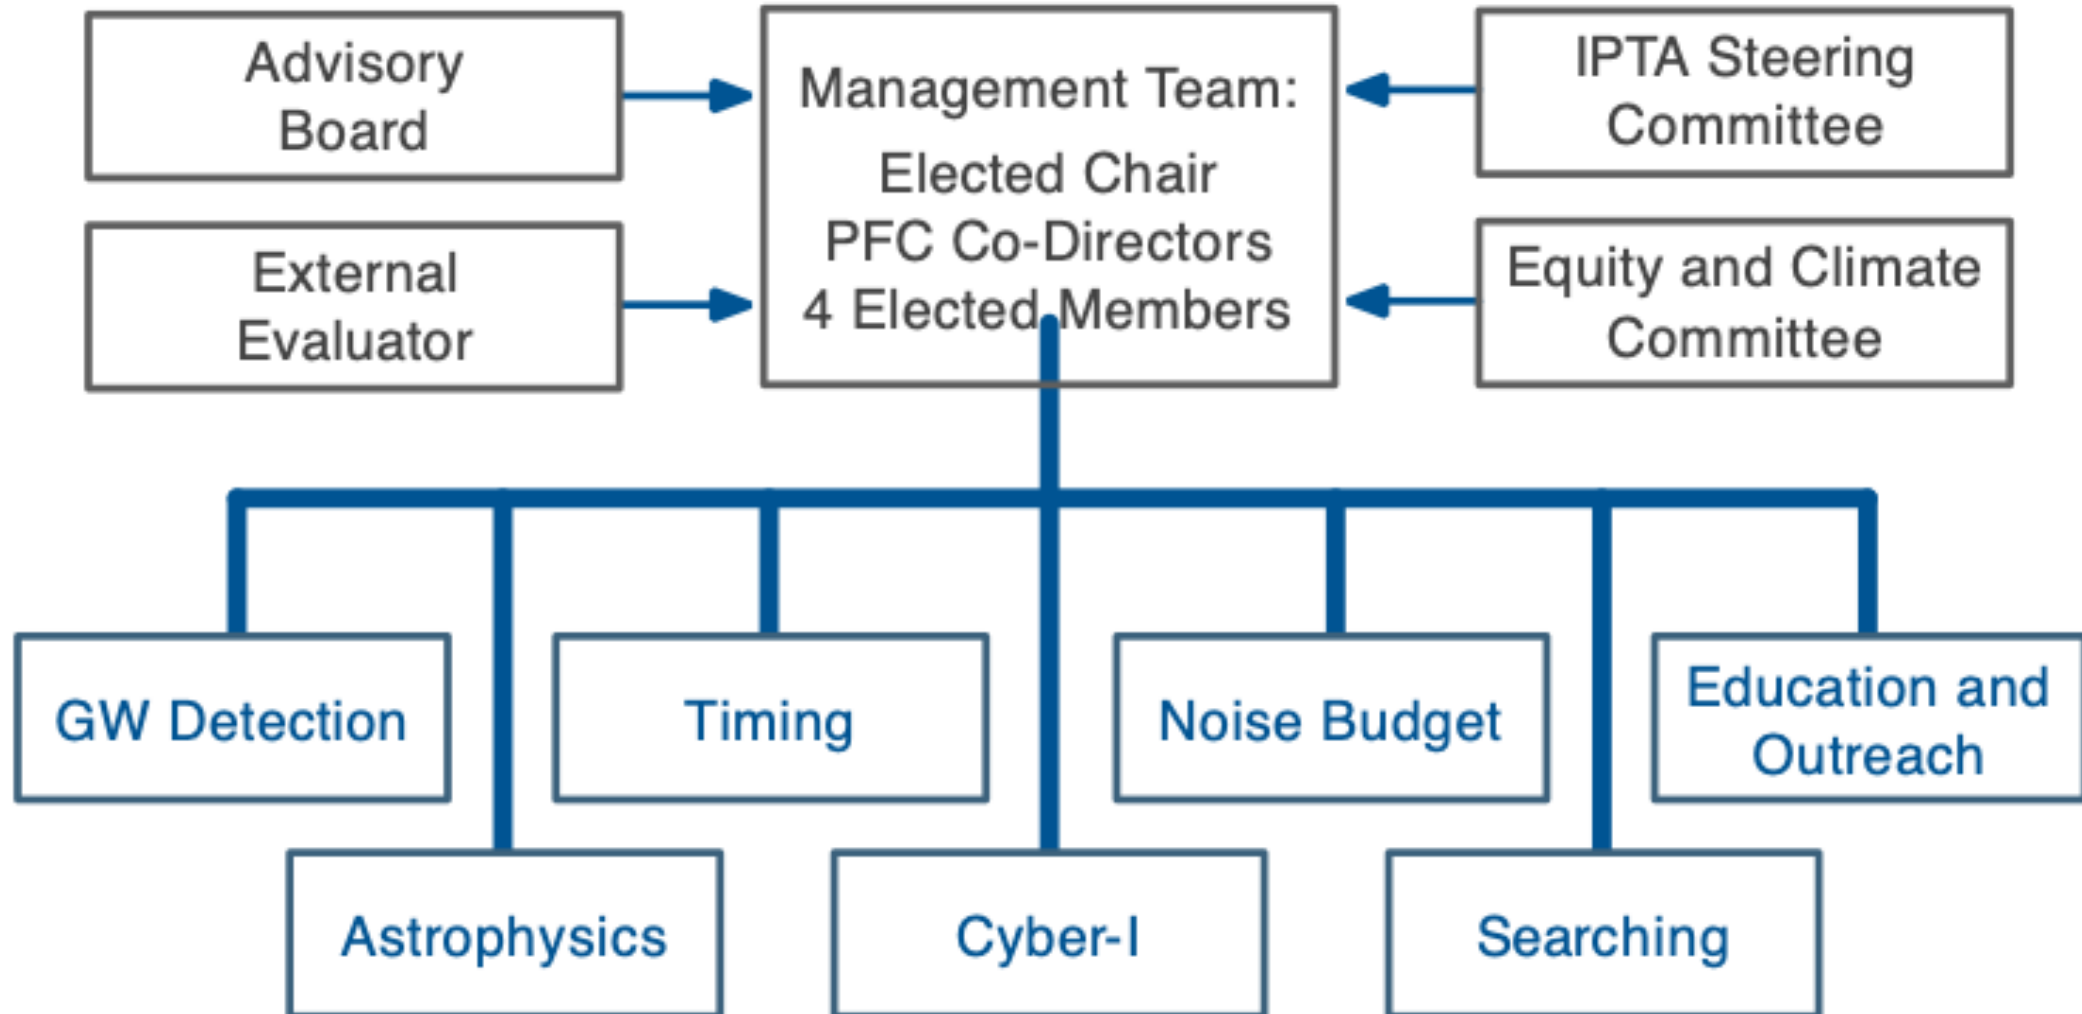 Advisory
Board
External
Evaluator
Management Team:
Elected Chair
PFC Co-Directors
4 Elected Members
IPTA Steering
Committee
Equity and Climate
Committee
GW Detection
Timing
Noise Budget
Education and
Outreach
Astrophysics
Cyber-I
Searching